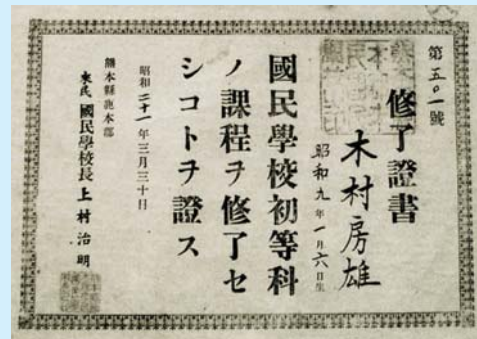 第五〇一號
修了證書
木村房雄
昭和九年一月六日生
國民學校初等科
ノ課程ヲ修了セ
シコトヲ證ス
昭和二十一年三月三十日
熊本縣鹿本郡
國民學校長上村治明